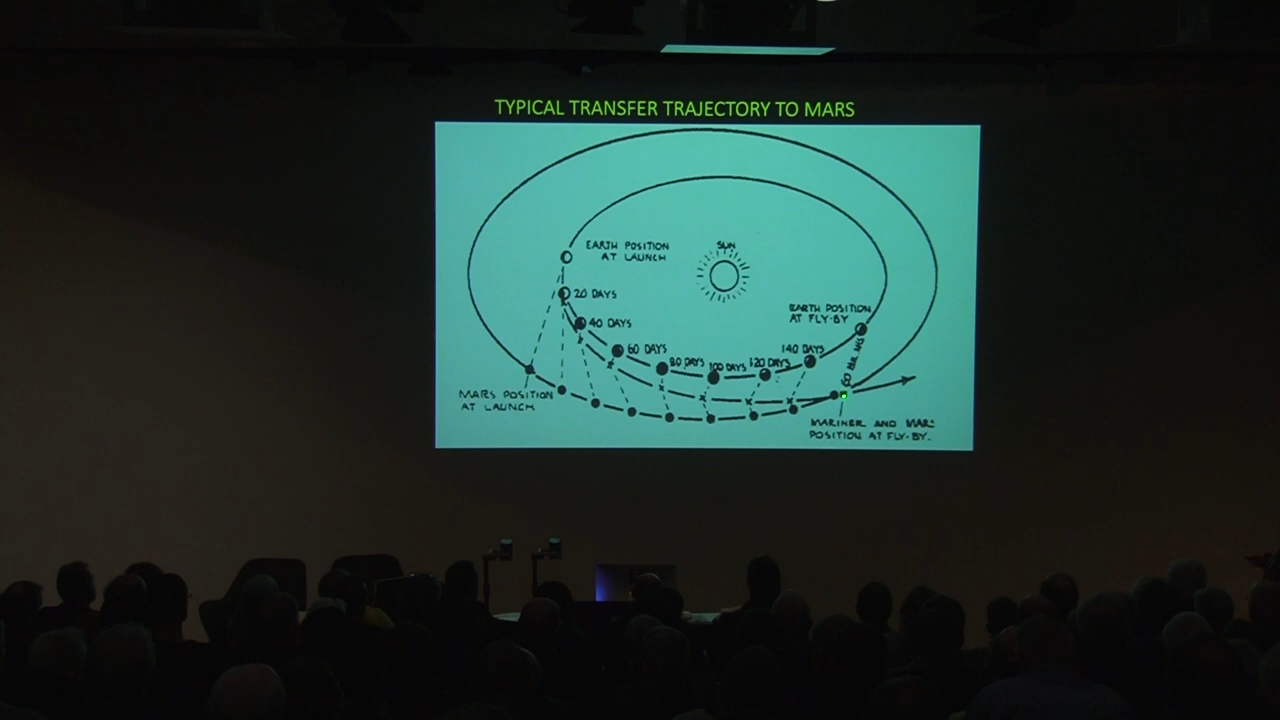 TYPICAL TRANSFER TRAJECTORY TO MARS
EARTH POSITION
AT LAUNCH
SUN
20 DAYS
40 DAYS
60 DAYS
80 DAYS
100 DAYS
120 DAYS
140 DAYS
EARTH POSITION
AT FLY-BY
MARS POSITION
AT LAUNCH
MARINER AND MAR
POSITION AT FLY-BY.